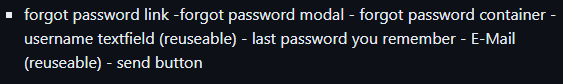 ▪ forgot password link -forgot password modal - forgot password container -
username textfield (reuseable) - last password you remember - E-Mail
(reuseable) - send button